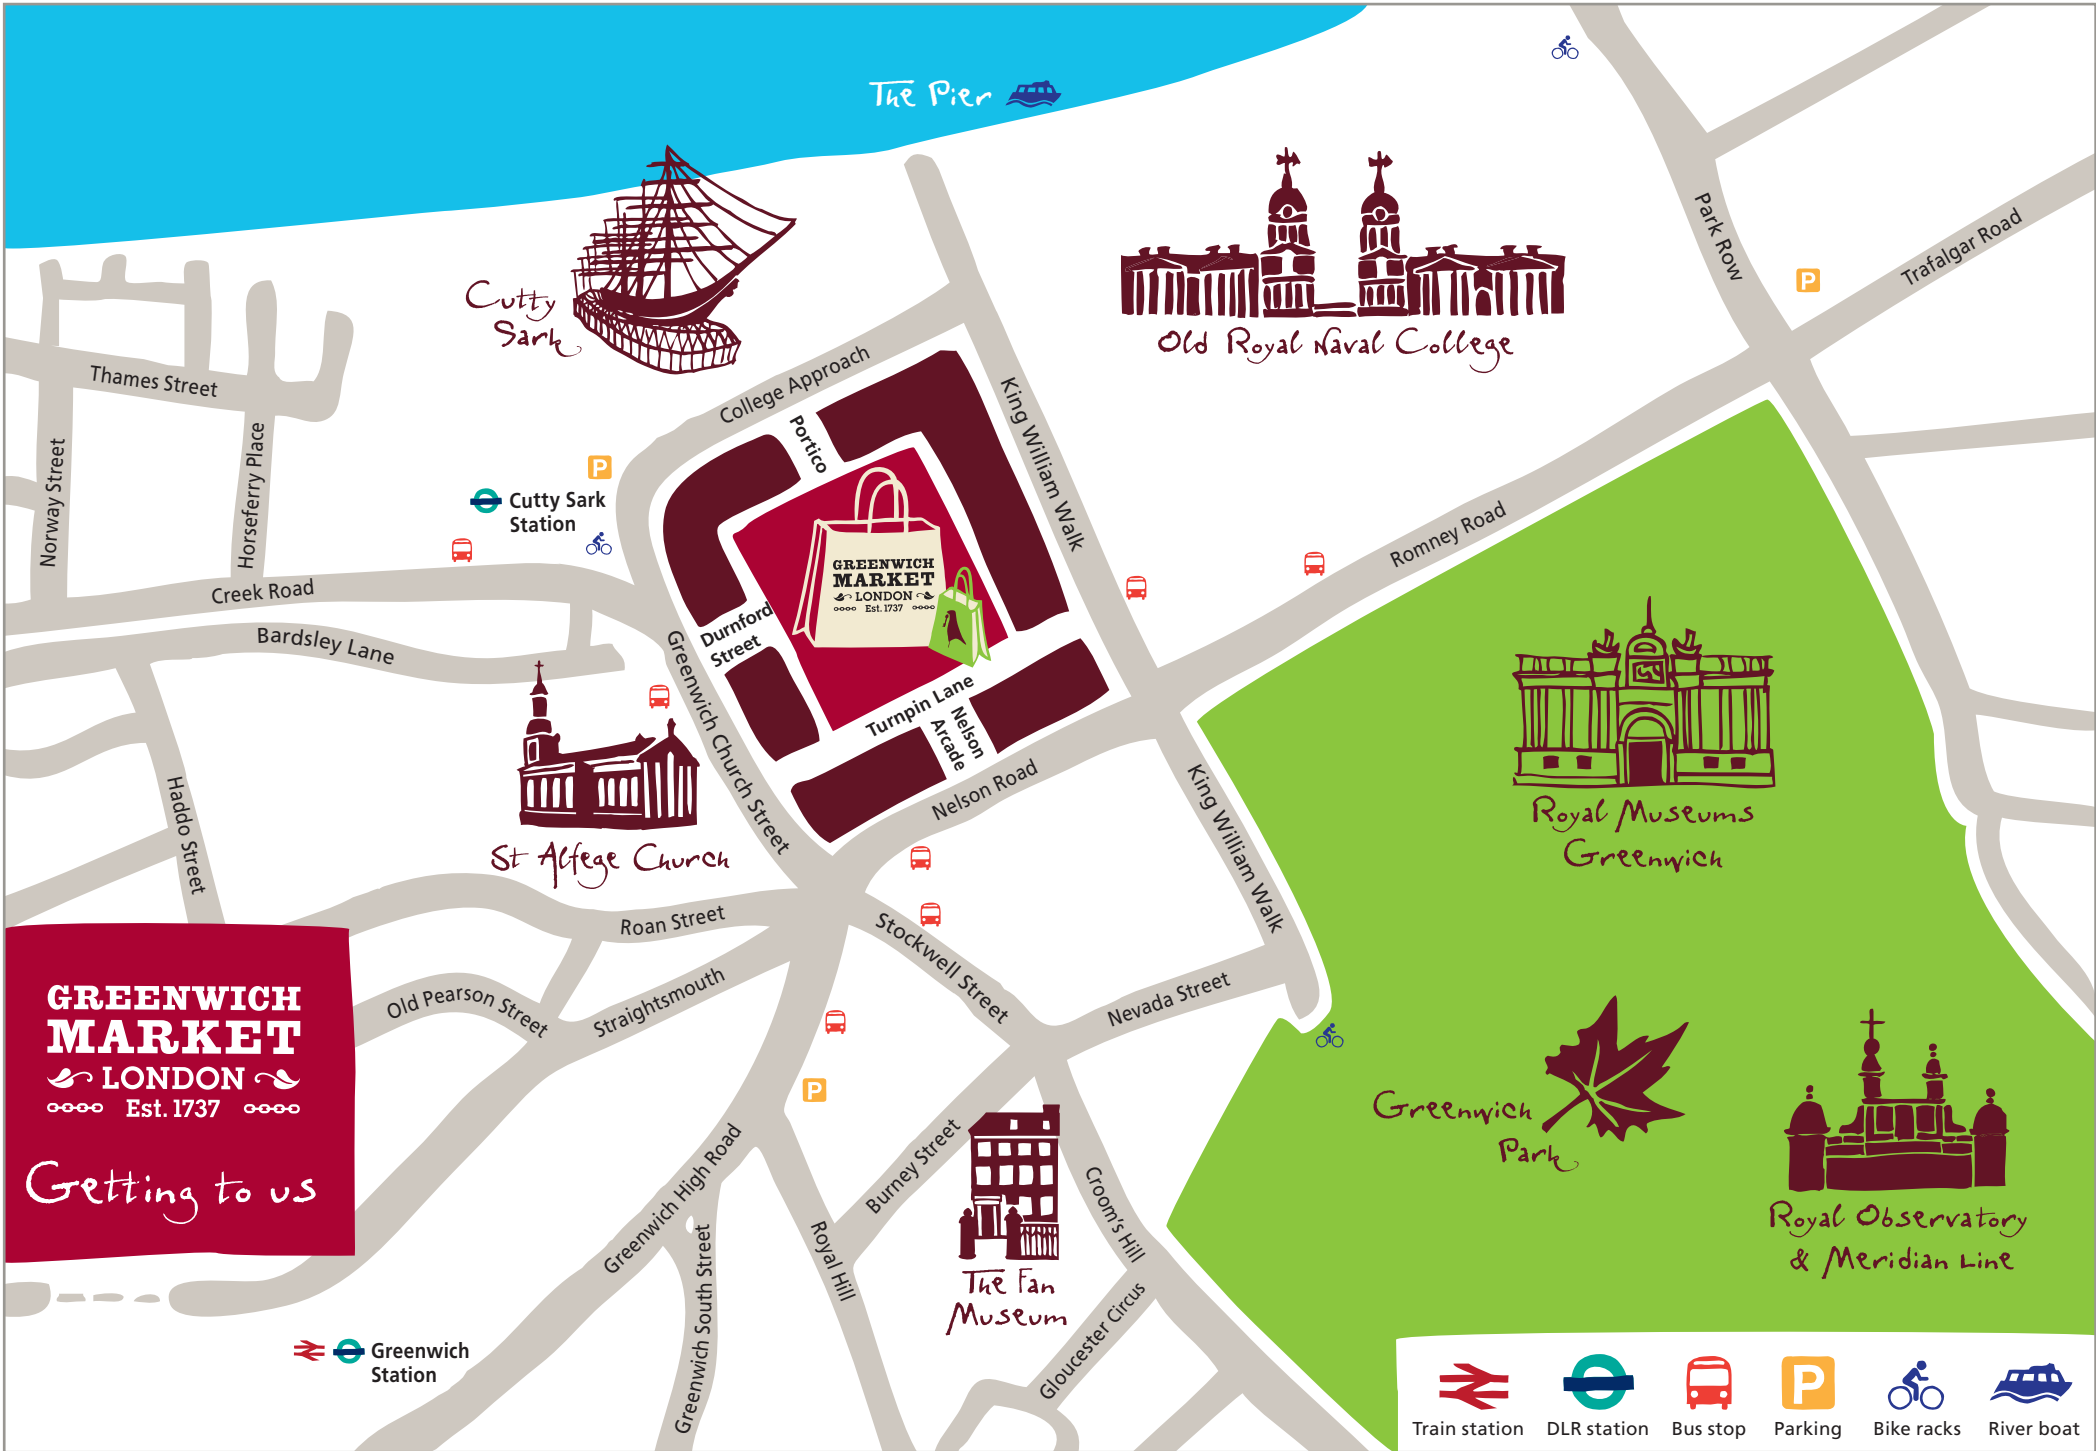 The Pier
Cutty
Sark
Old Royal Naval College
Park Row
Trafalgar Road
P
Thames Street
Norway Street
Horseferry Place
College Approach
Portico
King William Walk
P
Cutty Sark
Station
Creek Road
Bardsley Lane
GREENWICH
MARKET
LONDON
Est. 1737
Durnford
Street
Greenwich Church Street
Turnpin Lane
Nelson
Arcade
Nelson Road
Romney Road
Haddo Street
St Alfege Church
King William Walk
Royal Museums
Greenwich
Roan Street
Stockwell Street
Old Pearson Street
Straightsmouth
Nevada Street
GREENWICH
MARKET
LONDON
Est. 1737
Getting to us
P
Greenwich
Park
Royal Observatory
& Meridian Line
Greenwich High Road
Burney Street
Croom's Hill
Royal Hill
Greenwich South Street
The Fan
Museum
Gloucester Circus
Greenwich
Station
P
Train station
DLR station
Bus stop
Parking
Bike racks
River boat